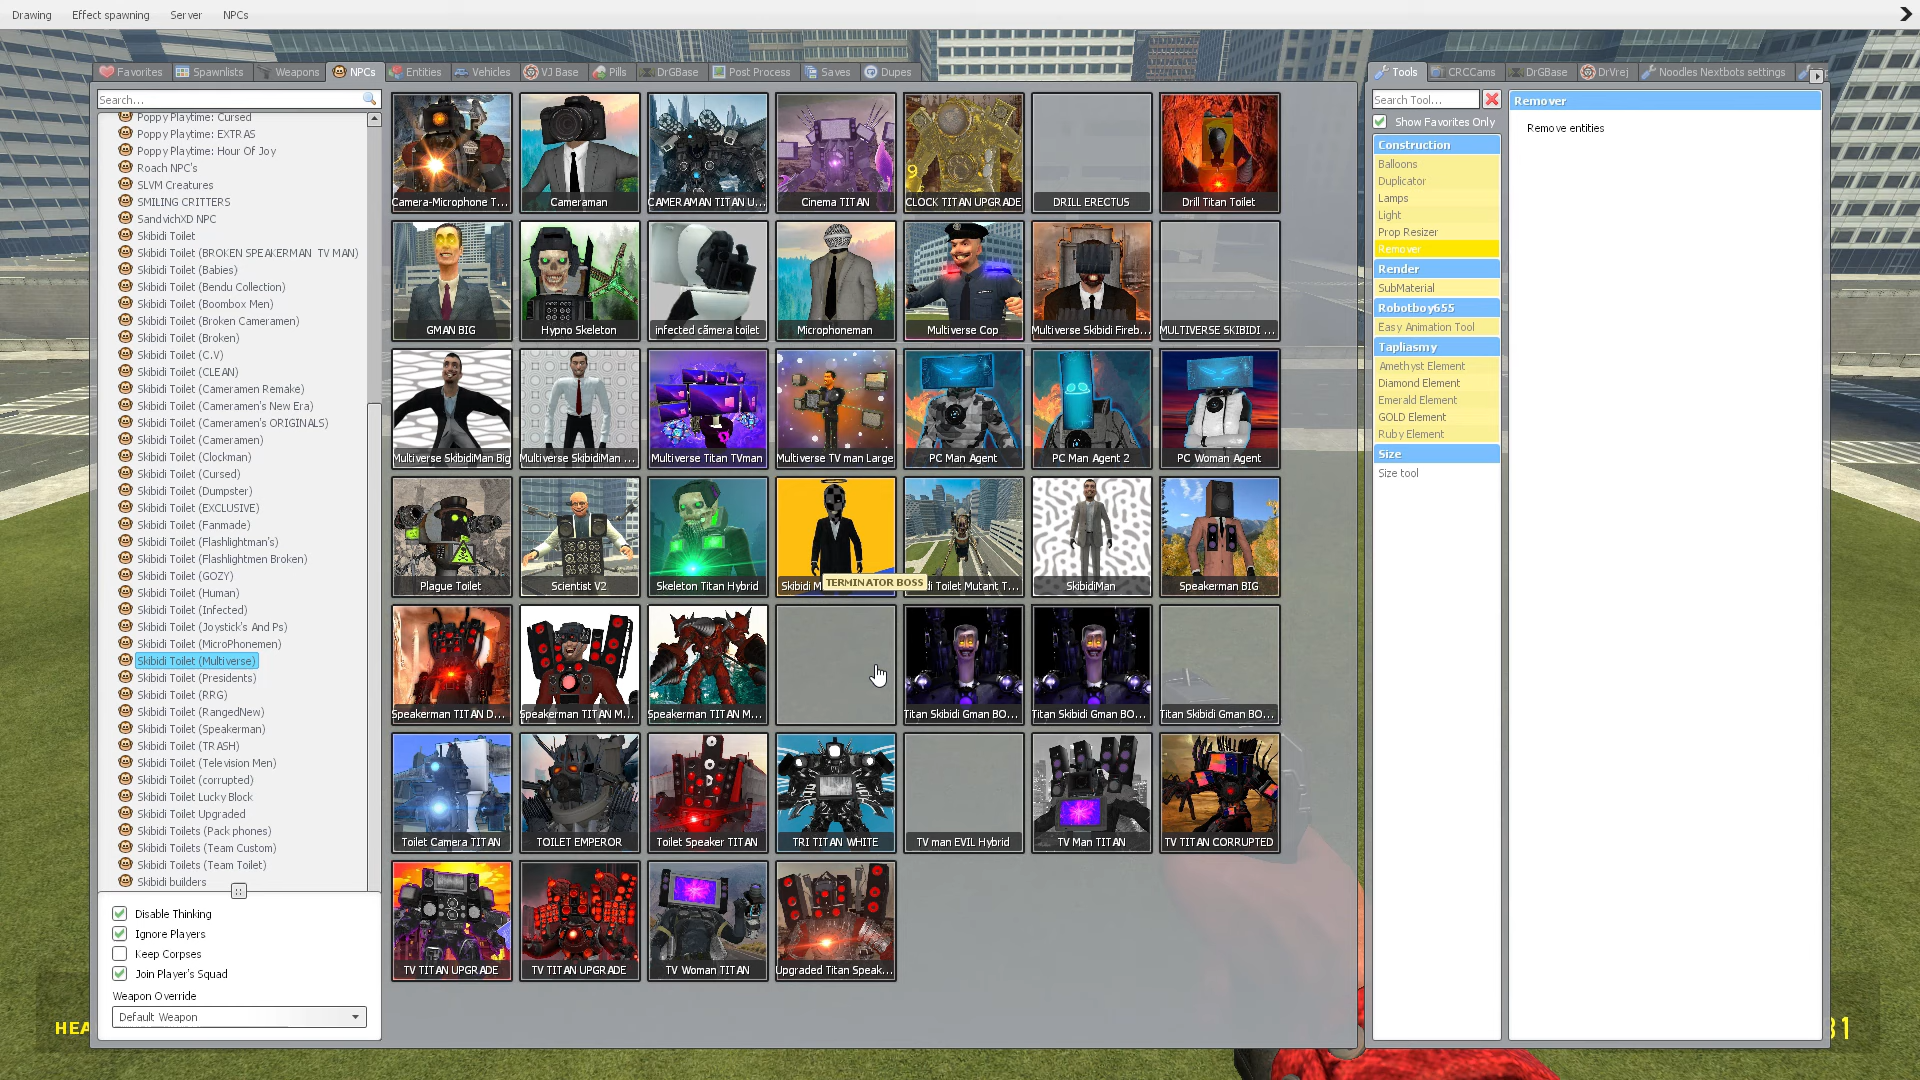 Drawing
Effect spawning
Server
NPCs
Favorites
Spawnlists
Weapons
NPCs
Entities
Vehicles
VJ Base
Pills
DrGBase
Post Process
Saves
Dupes
Search...
Poppy Playtime: Cursed
Poppy Playtime: EXTRAS
Poppy Playtime: Hour Of Joy
Roach NPC's
SLVM Creatures
SMILING CRITTERS
SandvichXD NPC
Skibidi Toilet
Skibidi Toilet (BROKEN SPEAKERMAN TV MAN)
Skibidi Toilet (Babies)
Skibidi Toilet (Bendu Collection)
Skibidi Toilet (Boombox Men)
Skibidi Toilet (Broken Cameramen)
Skibidi Toilet (Broken)
Skibidi Toilet (C.V)
Skibidi Toilet (CLEAN)
Skibidi Toilet (Cameramen Remake)
Skibidi Toilet (Cameramen's New Era)
Skibidi Toilet (Cameramen's ORIGINALS)
Skibidi Toilet (Cameramen)
Skibidi Toilet (Clockman)
Skibidi Toilet (Cursed)
Skibidi Toilet (Dumpster)
Skibidi Toilet (EXCLUSIVE)
Skibidi Toilet (Fanmade)
Skibidi Toilet (Flashlightman's)
Skibidi Toilet (Flashlightmen Broken)
Skibidi Toilet (GOZY)
Skibidi Toilet (Human)
Skibidi Toilet (Infected)
Skibidi Toilet (Joystick's And Ps)
Skibidi Toilet (MicroPhonemen)
Skibidi Toilet (Multiverse)
Skibidi Toilet (Presidents)
Skibidi Toilet (RRG)
Skibidi Toilet (RangedNew)
Skibidi Toilet (Speakerman)
Skibidi Toilet (TRASH)
Skibidi Toilet (Television Men)
Skibidi Toilet (corrupted)
Skibidi Toilet Lucky Block
Skibidi Toilet Upgraded
Skibidi Toilets (Pack phones)
Skibidi Toilets (Team Custom)
Skibidi Toilets (Team Toilet)
Skibidi builders
Disable Thinking
Ignore Players
Keep Corpses
Join Player's Squad
Weapon Override
Default Weapon
Camera-Microphone T...
Cameraman
CAMERAMAN TITAN U...
Cinema TITAN
CLOCK TITAN UPGRADE
DRILL ERECTUS
Drill Titan Toilet
GMAN BIG
Hypno Skeleton
infected camera toilet
Microphoneman
Multiverse Cop
Multiverse Skibidi Fireb...
MULTIVERSE SKIBIDI ...
Multiverse SkibidiMan Big
Multiverse SkibidiMan ...
Multiverse Titan TVman
Multiverse TV man Large
PC Man Agent
PC Man Agent 2
PC Woman Agent
Plague Toilet
Scientist V2
Skeleton Titan Hybrid
Skibidi M
TERMINATOR BOSS
di Toilet Mutant T...
SkibidiMan
Speakerman BIG
Speakerman TITAN D...
Speakerman TITAN M...
Speakerman TITAN M...
Titan Skibidi Gman BO...
Titan Skibidi Gman BO...
Titan Skibidi Gman BO...
Toilet Camera TITAN
TOILET EMPEROR
Toilet Speaker TITAN
TRI TITAN WHITE
TV man EVIL Hybrid
TV Man TITAN
TV TITAN CORRUPTED
TV TITAN UPGRADE
TV TITAN UPGRADE
TV Woman TITAN
Upgraded Titan Speak...
Tools
CRCCams
DrGBase
DrVrej
Noodles Nextbots settings
Search Tool...
Show Favorites Only
Construction
Balloons
Duplicator
Lamps
Light
Prop Resizer
Remover
Render
SubMaterial
Robotboy655
Easy Animation Tool
Tapliasmy
Amethyst Element
Diamond Element
Emerald Element
GOLD Element
Ruby Element
Size
Size tool
Remover
Remove entities
HEA
31